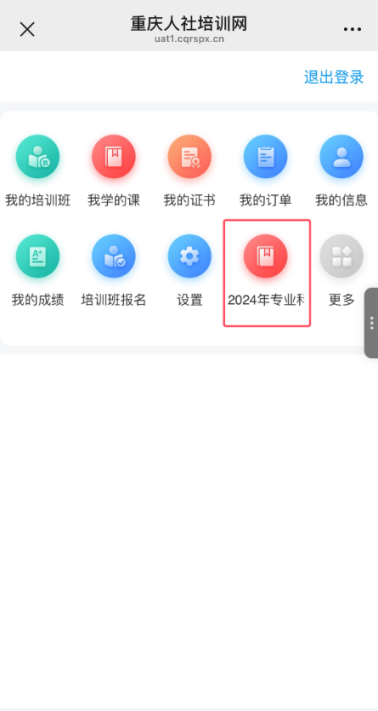 重庆人社培训网
uat1.cqrspx.cn
退出登录
我的培训班 我学的课 我的证书 我的订单 我的信息
A+
我的成绩 培训班报名 设置 2024年专业科 更多